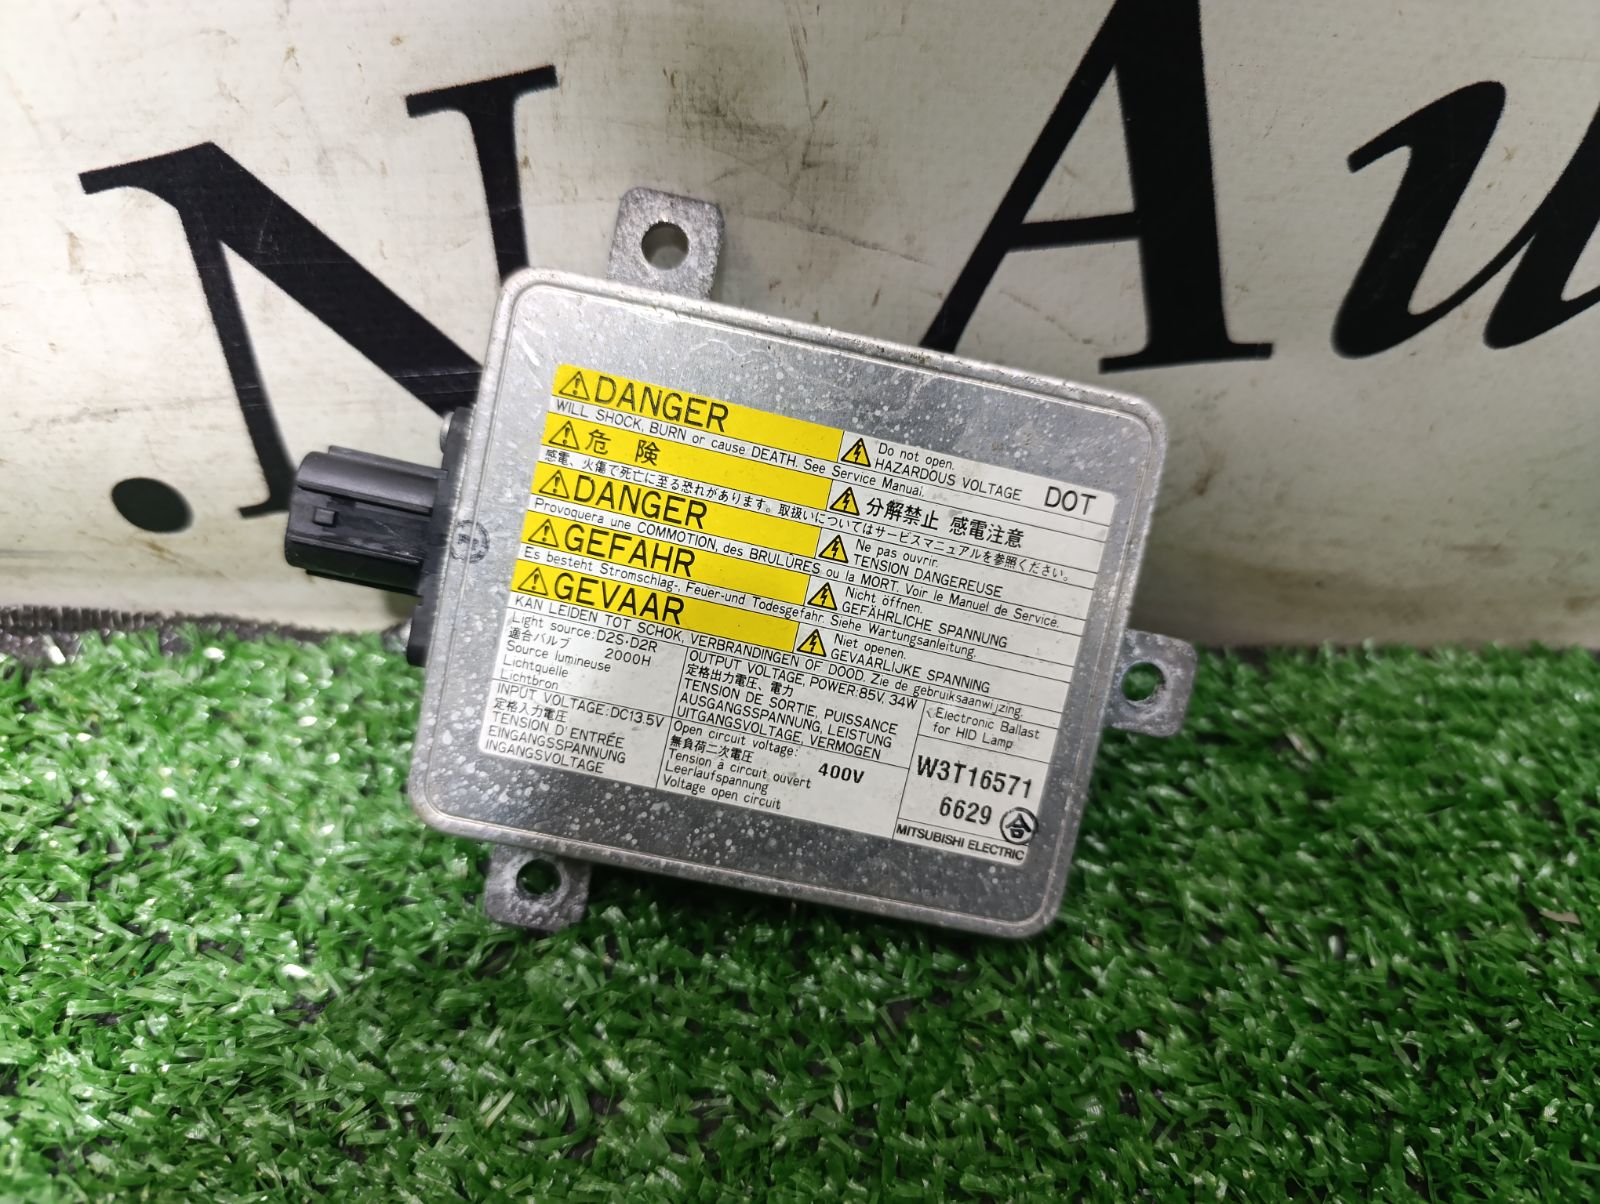 .N. Au
DANGER
WILL SHOCK, BURN or cause DEATH. See Service Manual.
Do not open.
HAZARDOUS VOLTAGE
DOT
危 険
感電、火傷で死亡に至る恐れがあります。取扱いについてはサービスマニュアルを参照ください。
分解禁止 感電注意
DANGER
Provoquera une COMMOTION, des BRULÛRES ou la MORT. Voir le Manuel de Service.
Ne pas ouvrir.
TENSION DANGEREUSE
GEFAHR
Es besteht Stromschlag-, Feuer-und Todesgefahr. Siehe Wartungsanleitung.
Nicht öffnen.
GEFÄHRLICHE SPANNUNG
GEVAAR
KAN LEIDEN TOT SCHOK, VERBRANDINGEN OF DOOD. Zie de gebruiksaanwijzing.
Niet openen.
GEVAARLIJKE SPANNING
Light source:D2S·D2R
適合バルブ 2000H
Source lumineuse
Lichtquelle
Lichtbron
INPUT VOLTAGE:DC13.5V
定格入力電圧
TENSION D'ENTRÉE
EINGANGSSPANNUNG
INGANGSVOLTAGE
OUTPUT VOLTAGE, POWER:85V, 34W
定格出力電圧、電力
TENSION DE SORTIE, PUISSANCE
AUSGANGSSPANNUNG, LEISTUNG
UITGANGSVOLTAGE, VERMOGEN
Open circuit voltage:
無負荷二次電圧 400V
Tension à circuit ouvert
Leerlaufspannung
Voltage open circuit
Electronic Ballast
for HID Lamp
W3T16571
6629 合
MITSUBISHI ELECTRIC